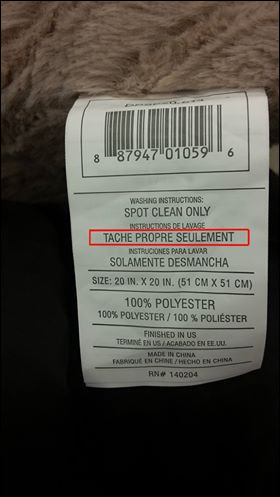 8 87947 01059 6
WASHING INSTRUCTIONS:
SPOT CLEAN ONLY
INSTRUCTIONS DE LAVAGE
TACHE PROPRE SEULEMENT
INSTRUCIONES PARA LAVAR
SOLAMENTE DESMANCHA
SIZE: 20 IN. X 20 IN. (51 CM X 51 CM)
100% POLYESTER
100% POLYESTER / 100 % POLIÉSTER
FINISHED IN US
TERMINÉ EN US / ACABADO EN EE.UU.
MADE IN CHINA
FABRIQUÉ EN CHINE / HECHO EN CHINA
RN# 140204